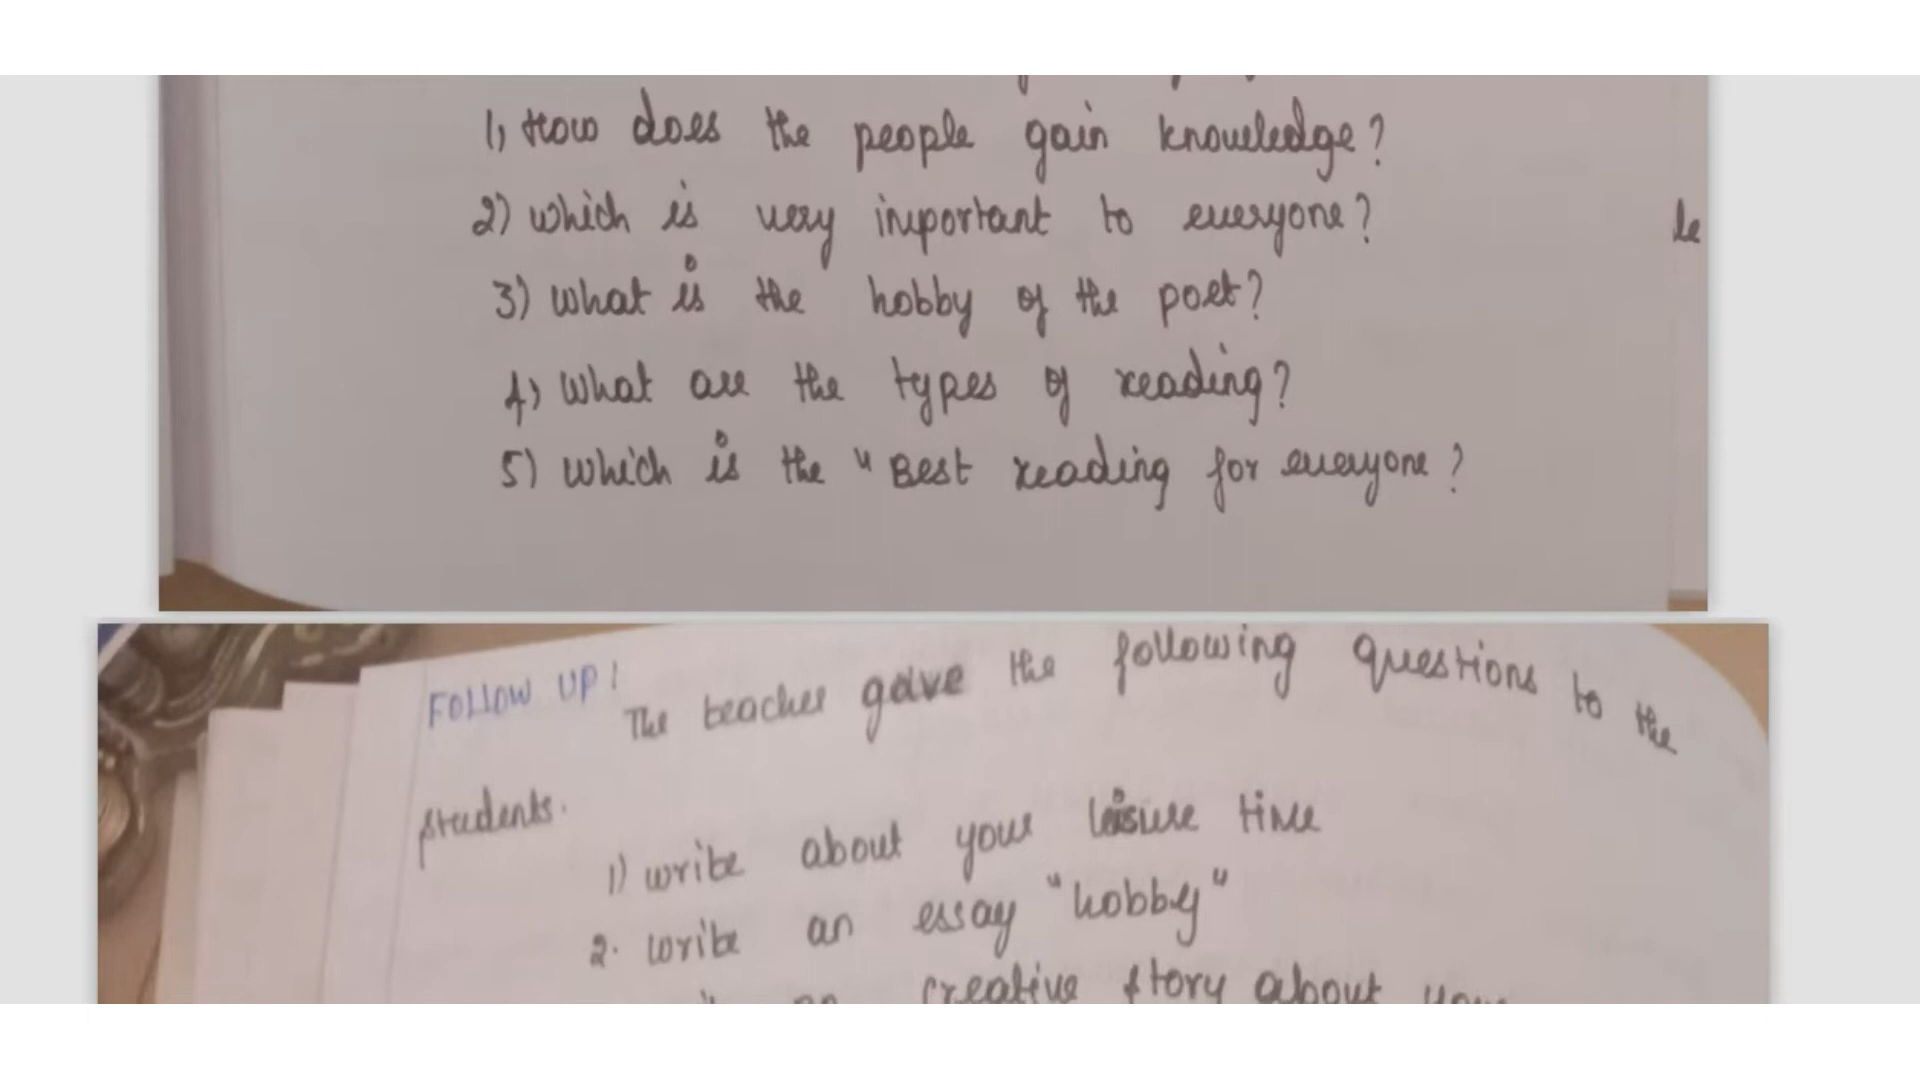 1) How does the people gain knowledge?
2) which is very important to everyone?
le
3) what is the hobby of the poet?
4) what are the types of reading?
5) which is the "Best reading for everyone?
FOLLOW UP:
The teacher gave the following questions to the
students.
1) write about your leisure time
2. write an essay "hobby"
creative story about